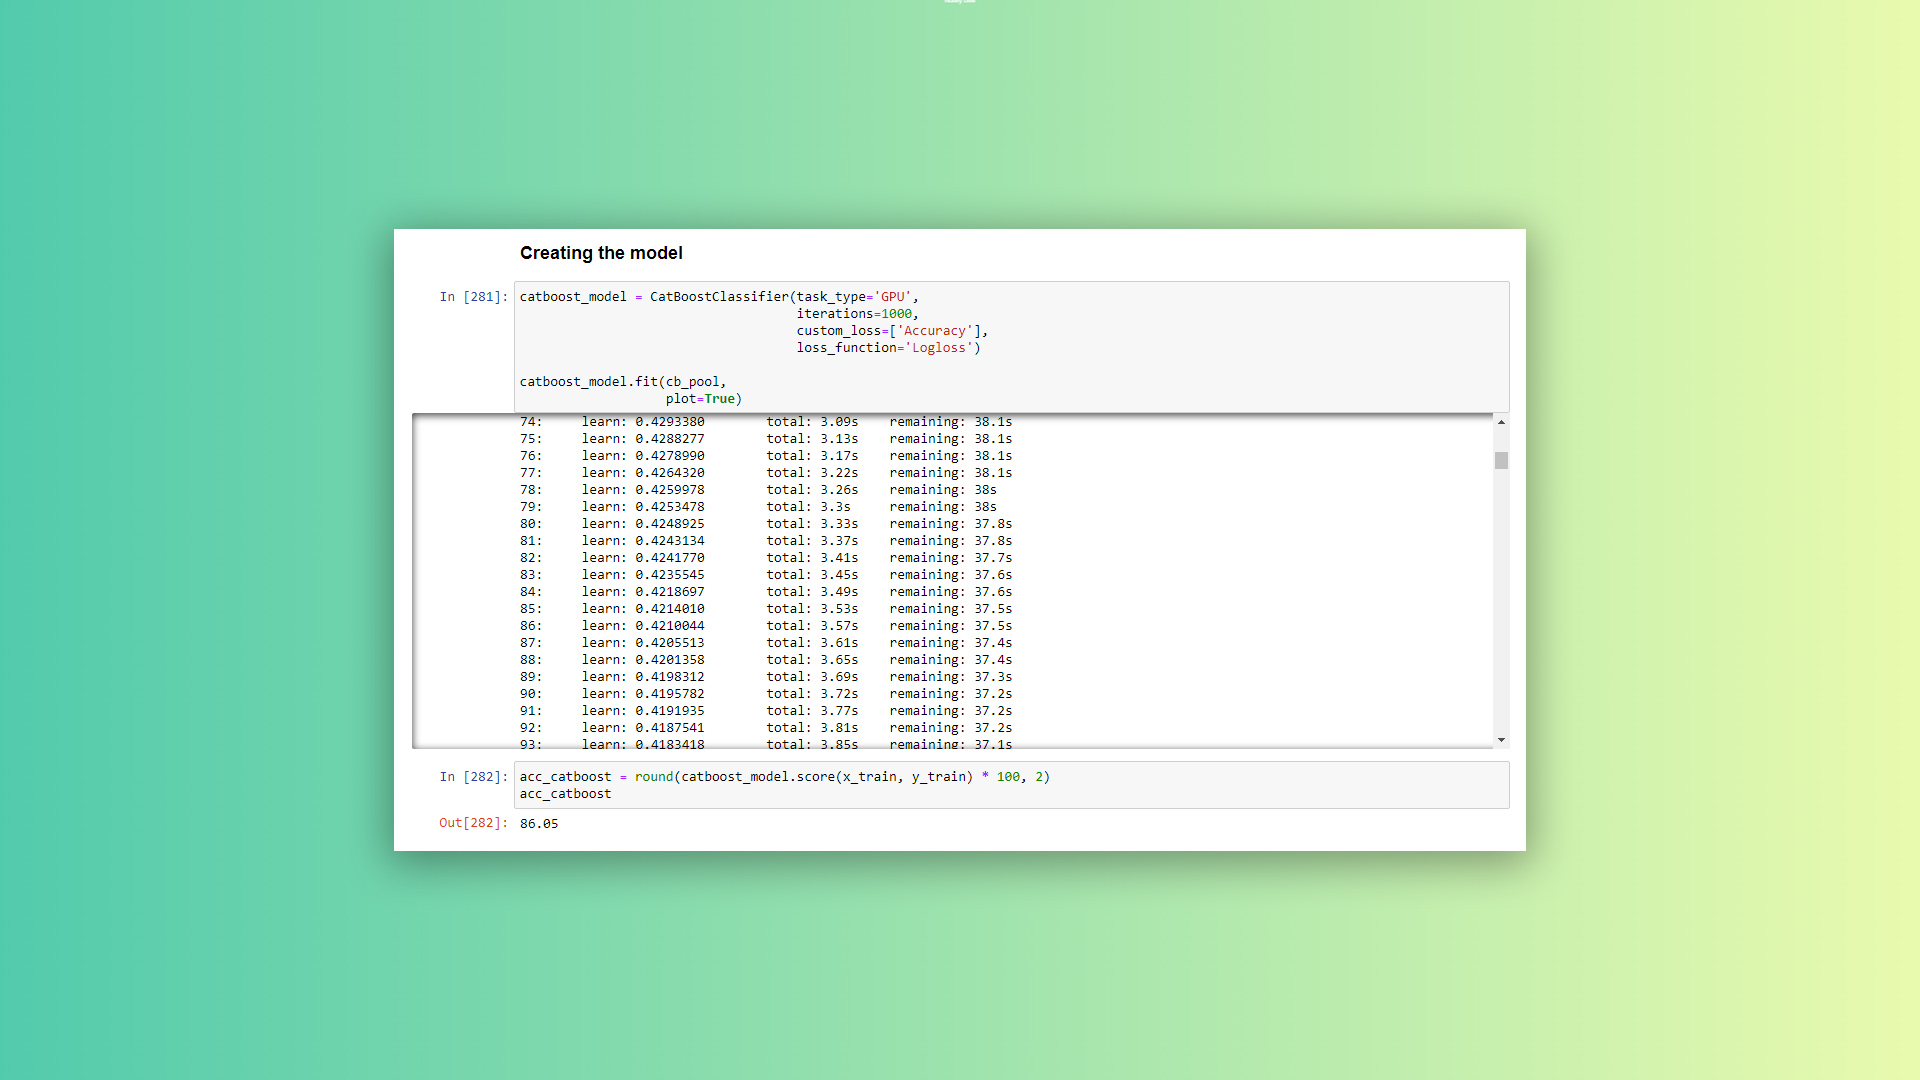 Creating the model
In [281]: catboost_model = CatBoostClassifier(task_type='GPU',
iterations=1000,
custom_loss=['Accuracy'],
loss_function='Logloss')
catboost_model.fit(cb_pool,
plot=True)
74: learn: 0.4293380 total: 3.09s remaining: 38.1s
75: learn: 0.4288277 total: 3.13s remaining: 38.1s
76: learn: 0.4278990 total: 3.17s remaining: 38.1s
77: learn: 0.4264320 total: 3.22s remaining: 38.1s
78: learn: 0.4259978 total: 3.26s remaining: 38s
79: learn: 0.4253478 total: 3.3s remaining: 38s
80: learn: 0.4248925 total: 3.33s remaining: 37.8s
81: learn: 0.4243134 total: 3.37s remaining: 37.8s
82: learn: 0.4241770 total: 3.41s remaining: 37.7s
83: learn: 0.4235545 total: 3.45s remaining: 37.6s
84: learn: 0.4218697 total: 3.49s remaining: 37.6s
85: learn: 0.4214010 total: 3.53s remaining: 37.5s
86: learn: 0.4210044 total: 3.57s remaining: 37.5s
87: learn: 0.4205513 total: 3.61s remaining: 37.4s
88: learn: 0.4201358 total: 3.65s remaining: 37.4s
89: learn: 0.4198312 total: 3.69s remaining: 37.3s
90: learn: 0.4195782 total: 3.72s remaining: 37.2s
91: learn: 0.4191935 total: 3.77s remaining: 37.2s
92: learn: 0.4187541 total: 3.81s remaining: 37.2s
93: learn: 0.4183418 total: 3.85s remaining: 37.1s
In [282]: acc_catboost = round(catboost_model.score(x_train, y_train) * 100, 2)
acc_catboost
Out[282]: 86.05